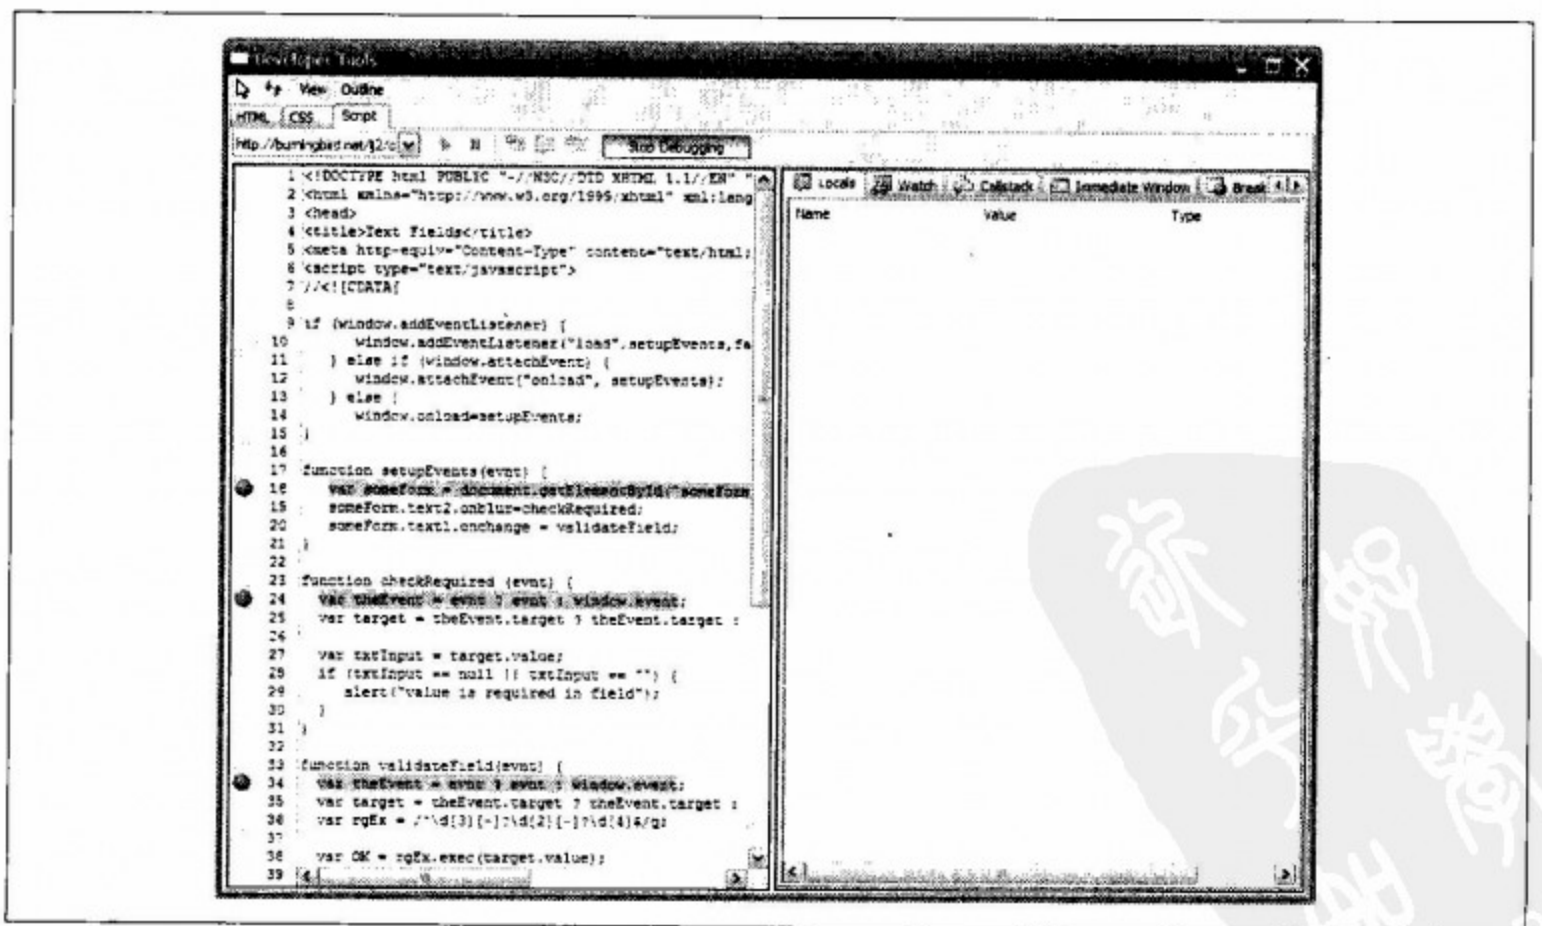 Developer Tools
View Outline
HTML CSS Script
http://burningbird.net/jj2/c Stop Debugging
1 <!DOCTYPE html PUBLIC "-//W3C//DTD XHTML 1.1//EN" "
2 <html xmlns="http://www.w3.org/1999/xhtml" xml:lang
3 <head>
4 <title>Text Fields</title>
5 <meta http-equiv="Content-Type" content="text/html;
6 <script type="text/javascript">
7 //<![CDATA[
8
9 if (window.addEventListener) {
10 window.addEventListener("load",setupEvents,fa
11 } else if (window.attachEvent) {
12 window.attachEvent("onload", setupEvents);
13 } else {
14 window.onload=setupEvents;
15 }
16
17 function setupEvents(evnt) {
18 var someForm = document.getElementById("someForm
19 someForm.text2.onblur=checkRequired;
20 someForm.text1.onchange = validateField;
21 }
22
23 function checkRequired (evnt) {
24 var theEvent = evnt ? evnt : window.event;
25 var target = theEvent.target ? theEvent.target :
26
27 var txtInput = target.value;
28 if (txtInput == null || txtInput == "") {
29 alert("value is required in field");
30 }
31 }
32
33 function validateField(evnt) {
34 var theEvent = evnt ? evnt : window.event;
35 var target = theEvent.target ? theEvent.target :
36 var rgEx =
37
38 var OK = rgEx.exec(target.value);
39
Locals Watch Callstack Immediate Window Break
Name Value Type